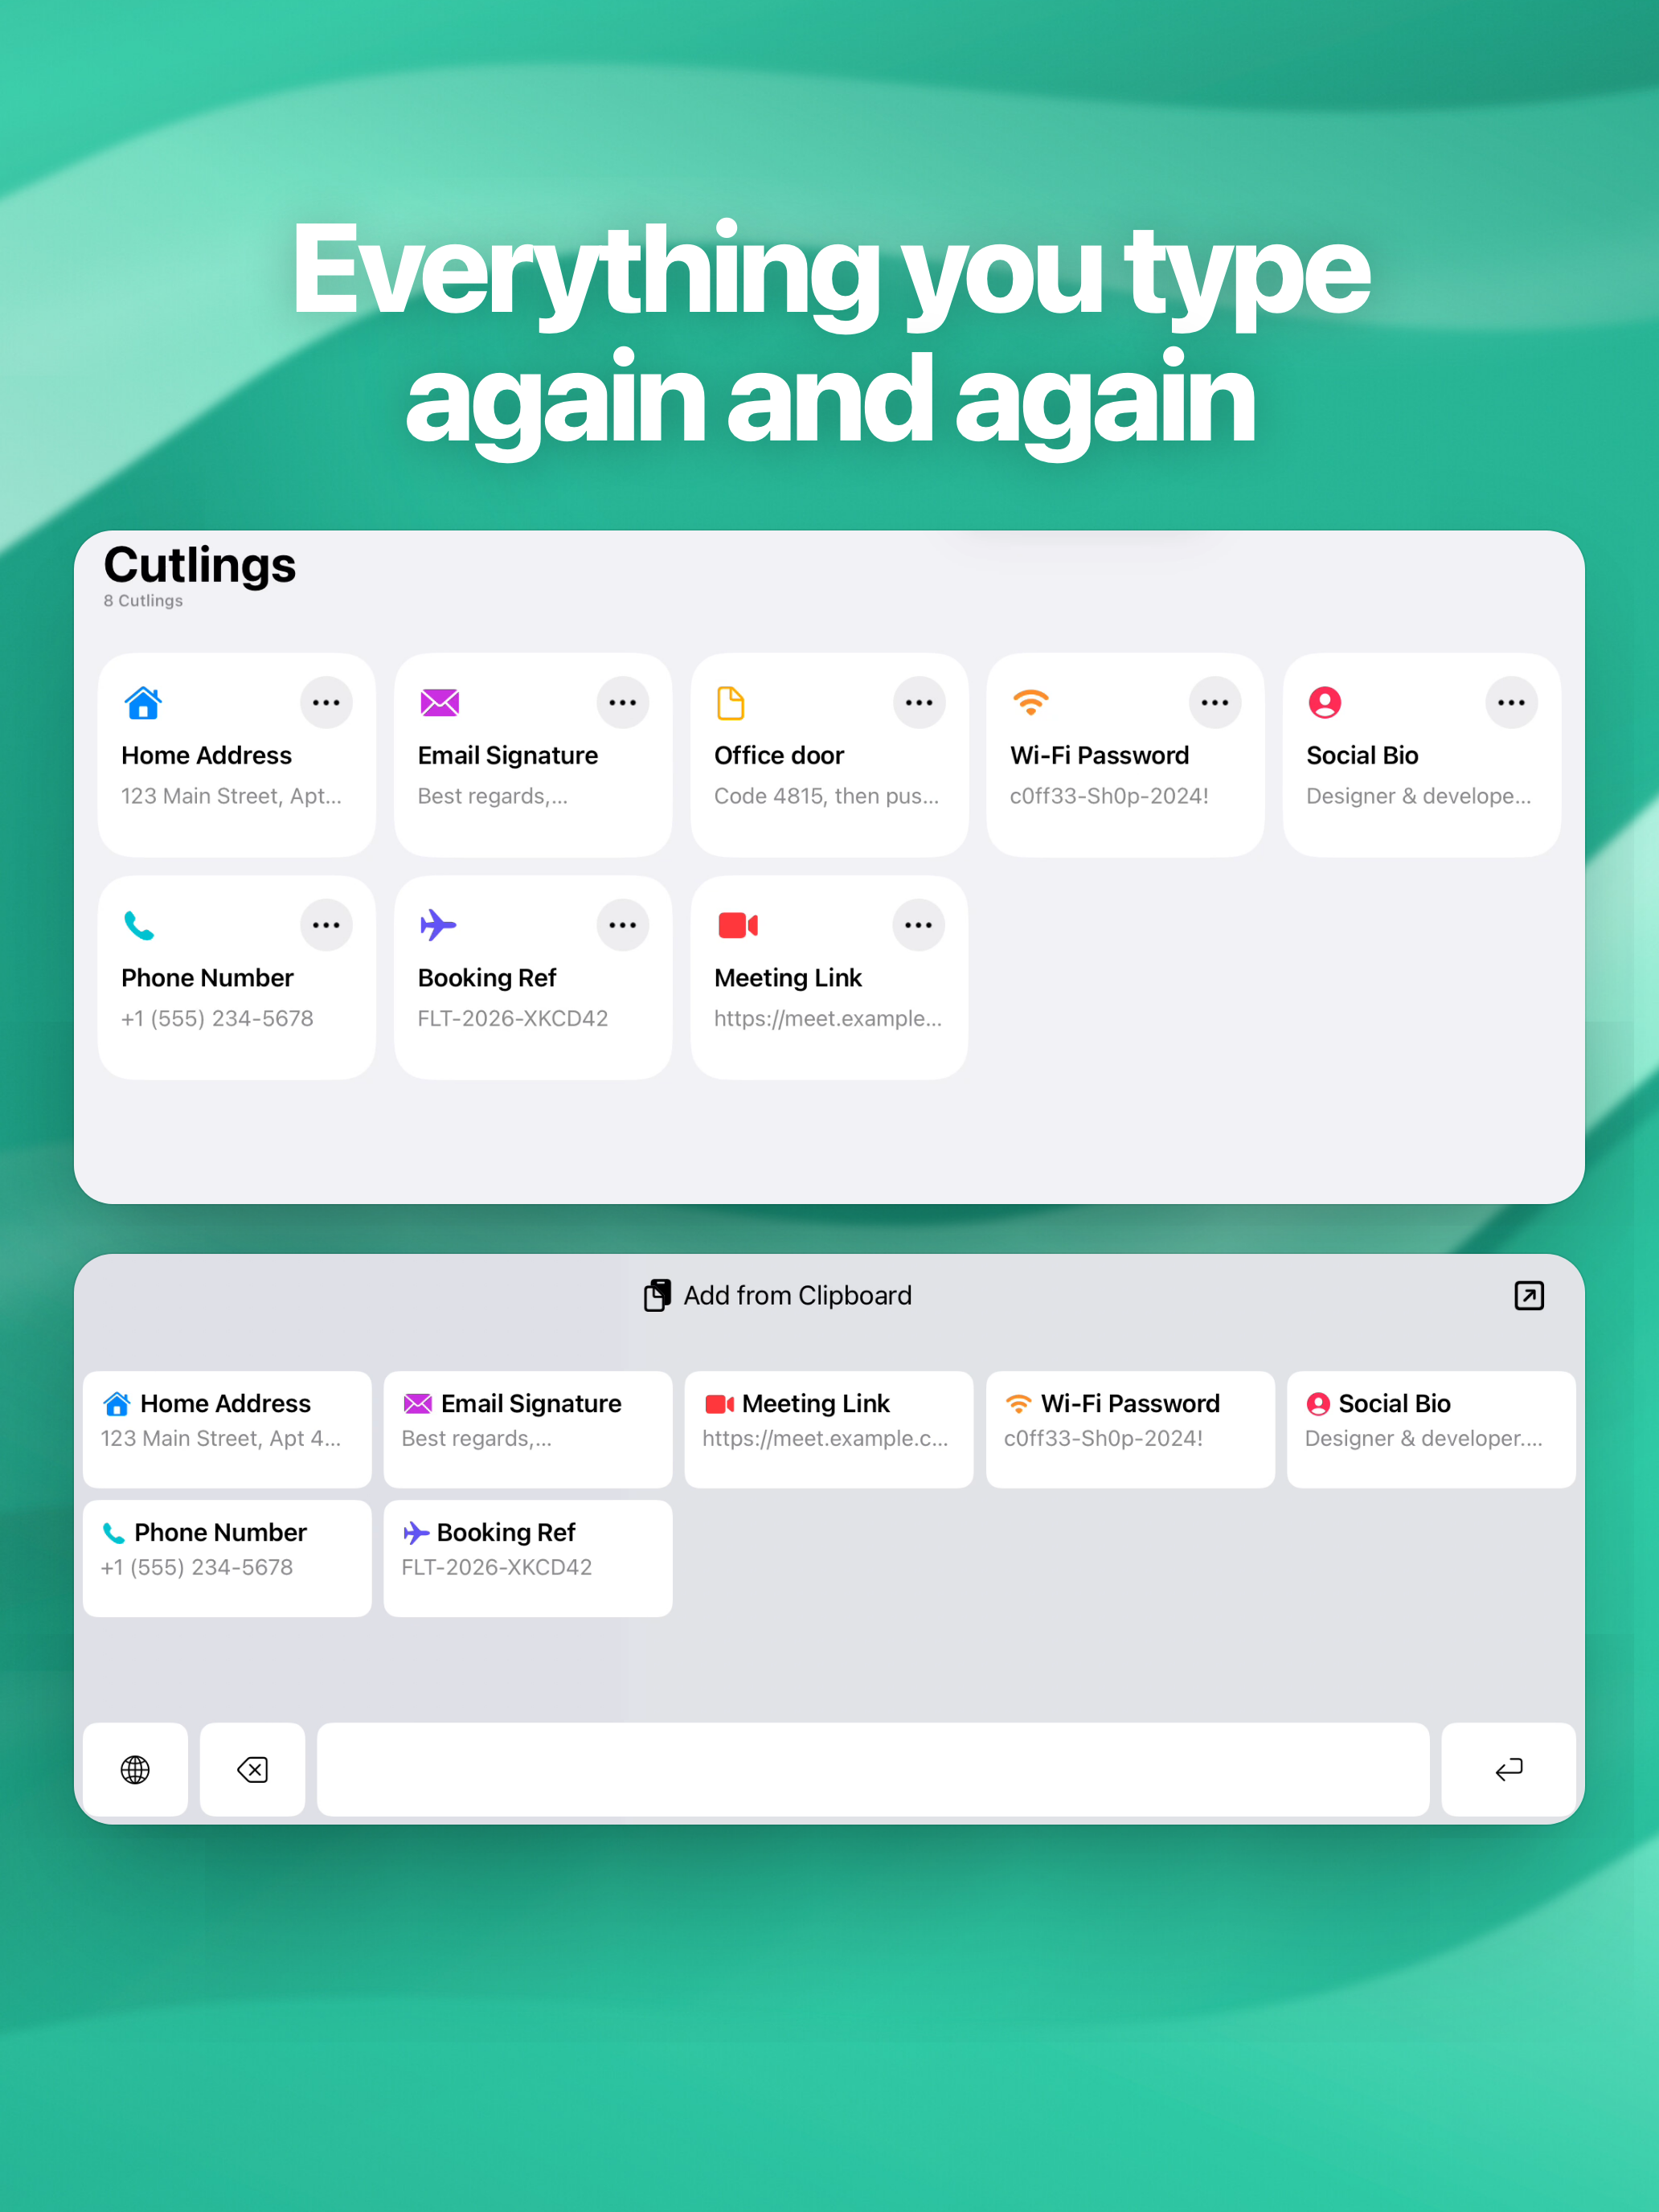 Everything you type
again and again
Cutlings
8 Cutlings
Home Address
123 Main Street, Apt...
Email Signature
Best regards,...
Office door
Code 4815, then pus...
Wi-Fi Password
c0ff33-Sh0p-2024!
Social Bio
Designer & develope...
Phone Number
+1 (555) 234-5678
Booking Ref
FLT-2026-XKCD42
Meeting Link
https://meet.example...
Add from Clipboard
Home Address
123 Main Street, Apt 4...
Email Signature
Best regards,...
Meeting Link
https://meet.example.c...
Wi-Fi Password
c0ff33-Sh0p-2024!
Social Bio
Designer & developer....
Phone Number
+1 (555) 234-5678
Booking Ref
FLT-2026-XKCD42